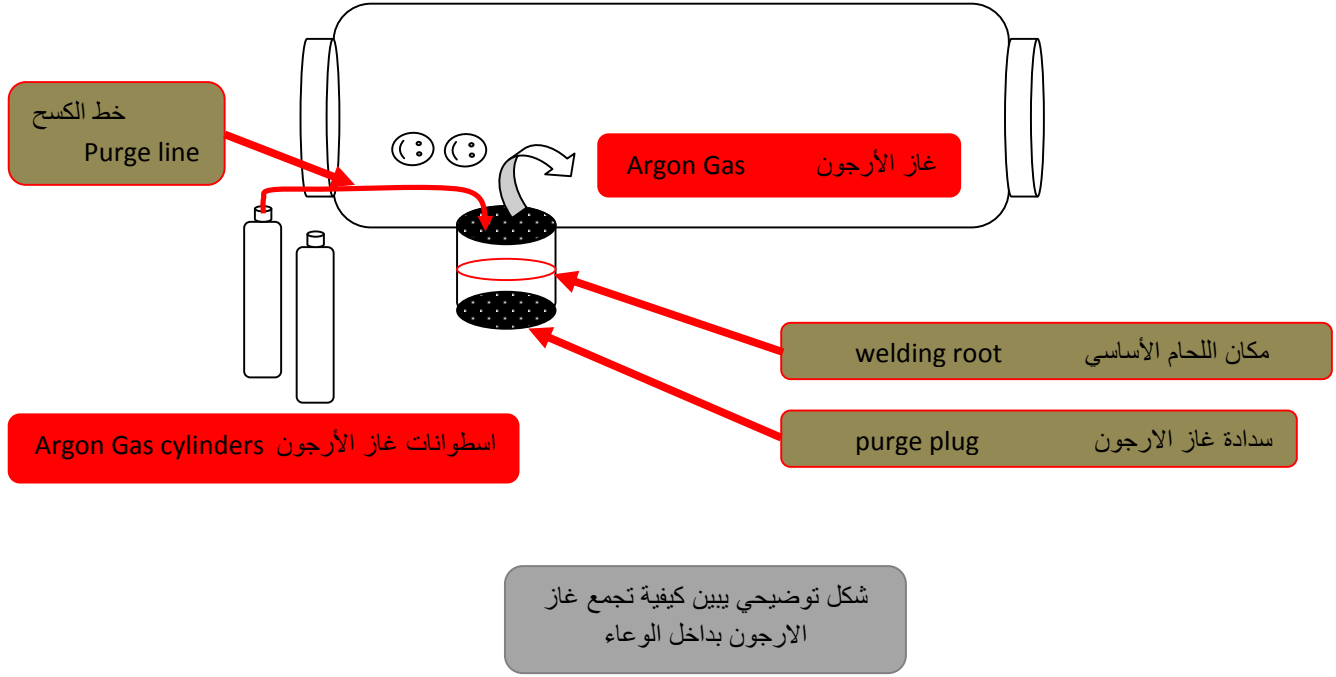 خط الكسح
Purge line
غاز الأرجون Argon Gas
مكان اللحام الأساسي welding root
سدادة غاز الارجون purge plug
اسطوانات غاز الأرجون Argon Gas cylinders
شكل توضيحي يبين كيفية تجمع غاز
الارجون بداخل الوعاء